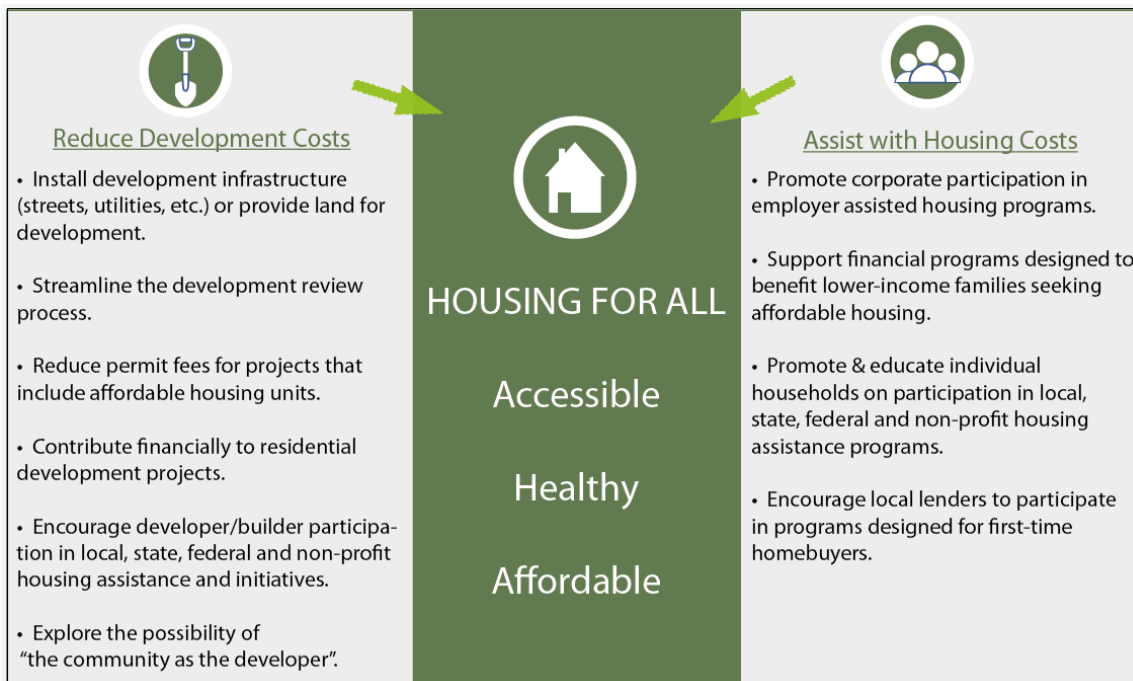 Reduce Development Costs
• Install development infrastructure
(streets, utilities, etc.) or provide land for
development.
• Streamline the development review
process.
• Reduce permit fees for projects that
include affordable housing units.
• Contribute financially to residential
development projects.
• Encourage developer/builder participa-
tion in local, state, federal and non-profit
housing assistance and initiatives.
• Explore the possibility of
“the community as the developer”.
HOUSING FOR ALL
Accessible
Healthy
Affordable
Assist with Housing Costs
• Promote corporate participation in
employer assisted housing programs.
• Support financial programs designed to
benefit lower-income families seeking
affordable housing.
• Promote & educate individual
households on participation in local,
state, federal and non-profit housing
assistance programs.
• Encourage local lenders to participate
in programs designed for first-time
homebuyers.